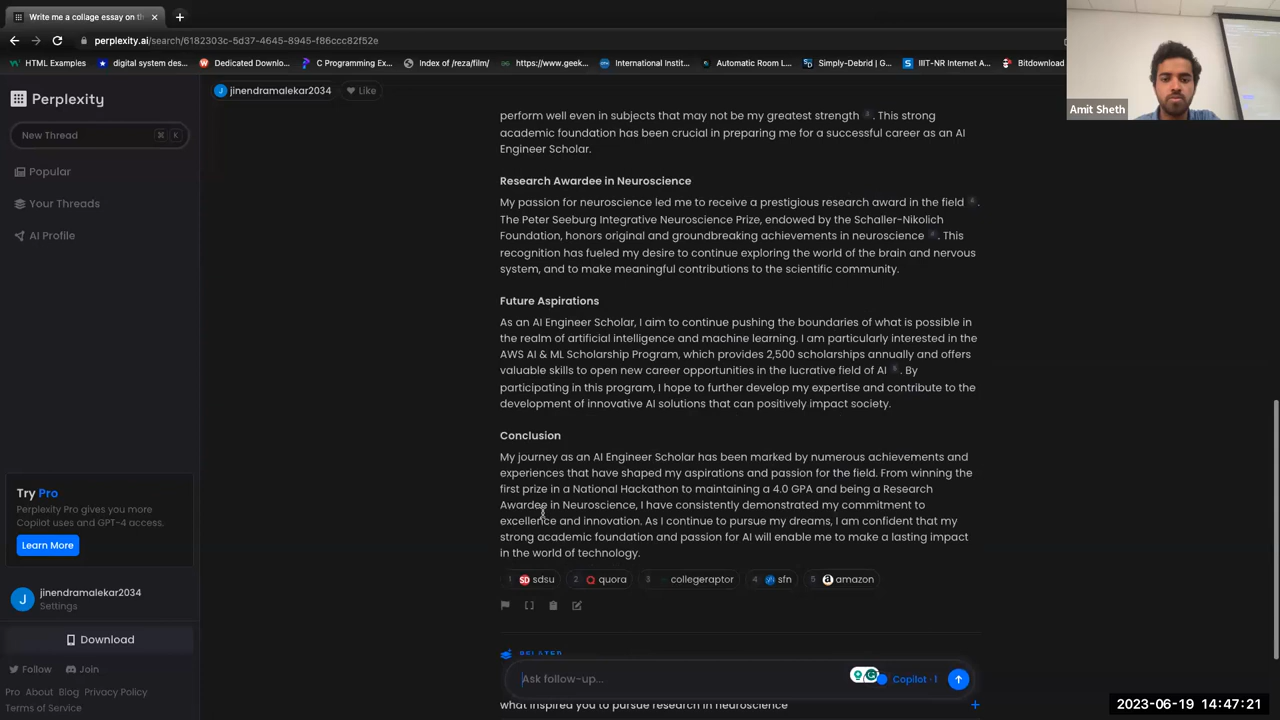 Write me a collage essay on th
perplexity.ai/search/6182303c-5d37-4645-8945-f86ccc82f52e
HTML Examples
digital system des...
Dedicated Downlo...
C Programming Ex...
Index of /reza/film/
https://www.geek...
International Instit...
Automatic Room L...
Simply-Debrid | G...
IIIT-NR Internet A...
Bitdownload
Amit Sheth
Perplexity
jinendramalekar2034
Like
New Thread
⌘ K
Popular
Your Threads
AI Profile
perform well even in subjects that may not be my greatest strength . This strong
academic foundation has been crucial in preparing me for a successful career as an AI
Engineer Scholar.
Research Awardee in Neuroscience
My passion for neuroscience led me to receive a prestigious research award in the field .
The Peter Seeburg Integrative Neuroscience Prize, endowed by the Schaller-Nikolich
Foundation, honors original and groundbreaking achievements in neuroscience . This
recognition has fueled my desire to continue exploring the world of the brain and nervous
system, and to make meaningful contributions to the scientific community.
Future Aspirations
As an AI Engineer Scholar, I aim to continue pushing the boundaries of what is possible in
the realm of artificial intelligence and machine learning. I am particularly interested in the
AWS AI & ML Scholarship Program, which provides 2,500 scholarships annually and offers
valuable skills to open new career opportunities in the lucrative field of AI . By
participating in this program, I hope to further develop my expertise and contribute to the
development of innovative AI solutions that can positively impact society.
Conclusion
My journey as an AI Engineer Scholar has been marked by numerous achievements and
experiences that have shaped my aspirations and passion for the field. From winning the
first prize in a National Hackathon to maintaining a 4.0 GPA and being a Research
Awardee in Neuroscience, I have consistently demonstrated my commitment to
excellence and innovation. As I continue to pursue my dreams, I am confident that my
strong academic foundation and passion for AI will enable me to make a lasting impact
in the world of technology.
1 SD sdsu
2 quora
3 collegeraptor
4 sfn
5 amazon
RELATED
Ask follow-up...
Copilot · 1
what inspired you to pursue research in neuroscience
Try Pro
Perplexity Pro gives you more
Copilot uses and GPT-4 access.
Learn More
J
jinendramalekar2034
Settings
Download
Follow
Join
Pro About Blog Privacy Policy
Terms of Service
2023-06-19 14:47:21